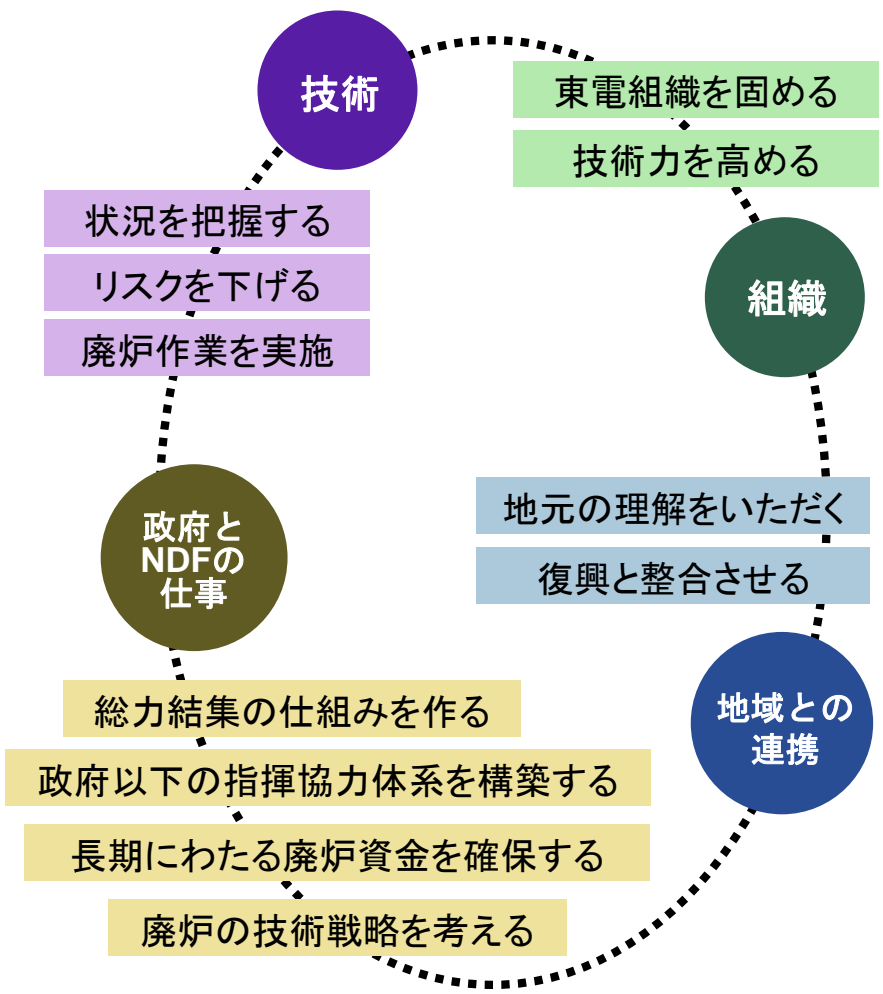 技術
東電組織を固める
技術力を高める
状況を把握する
リスクを下げる
廃炉作業を実施
組織
地元の理解をいただく
復興と整合させる
政府と
NDFの
仕事
地域との
連携
総力結集の仕組みを作る
政府以下の指揮協力体系を構築する
長期にわたる廃炉資金を確保する
廃炉の技術戦略を考える